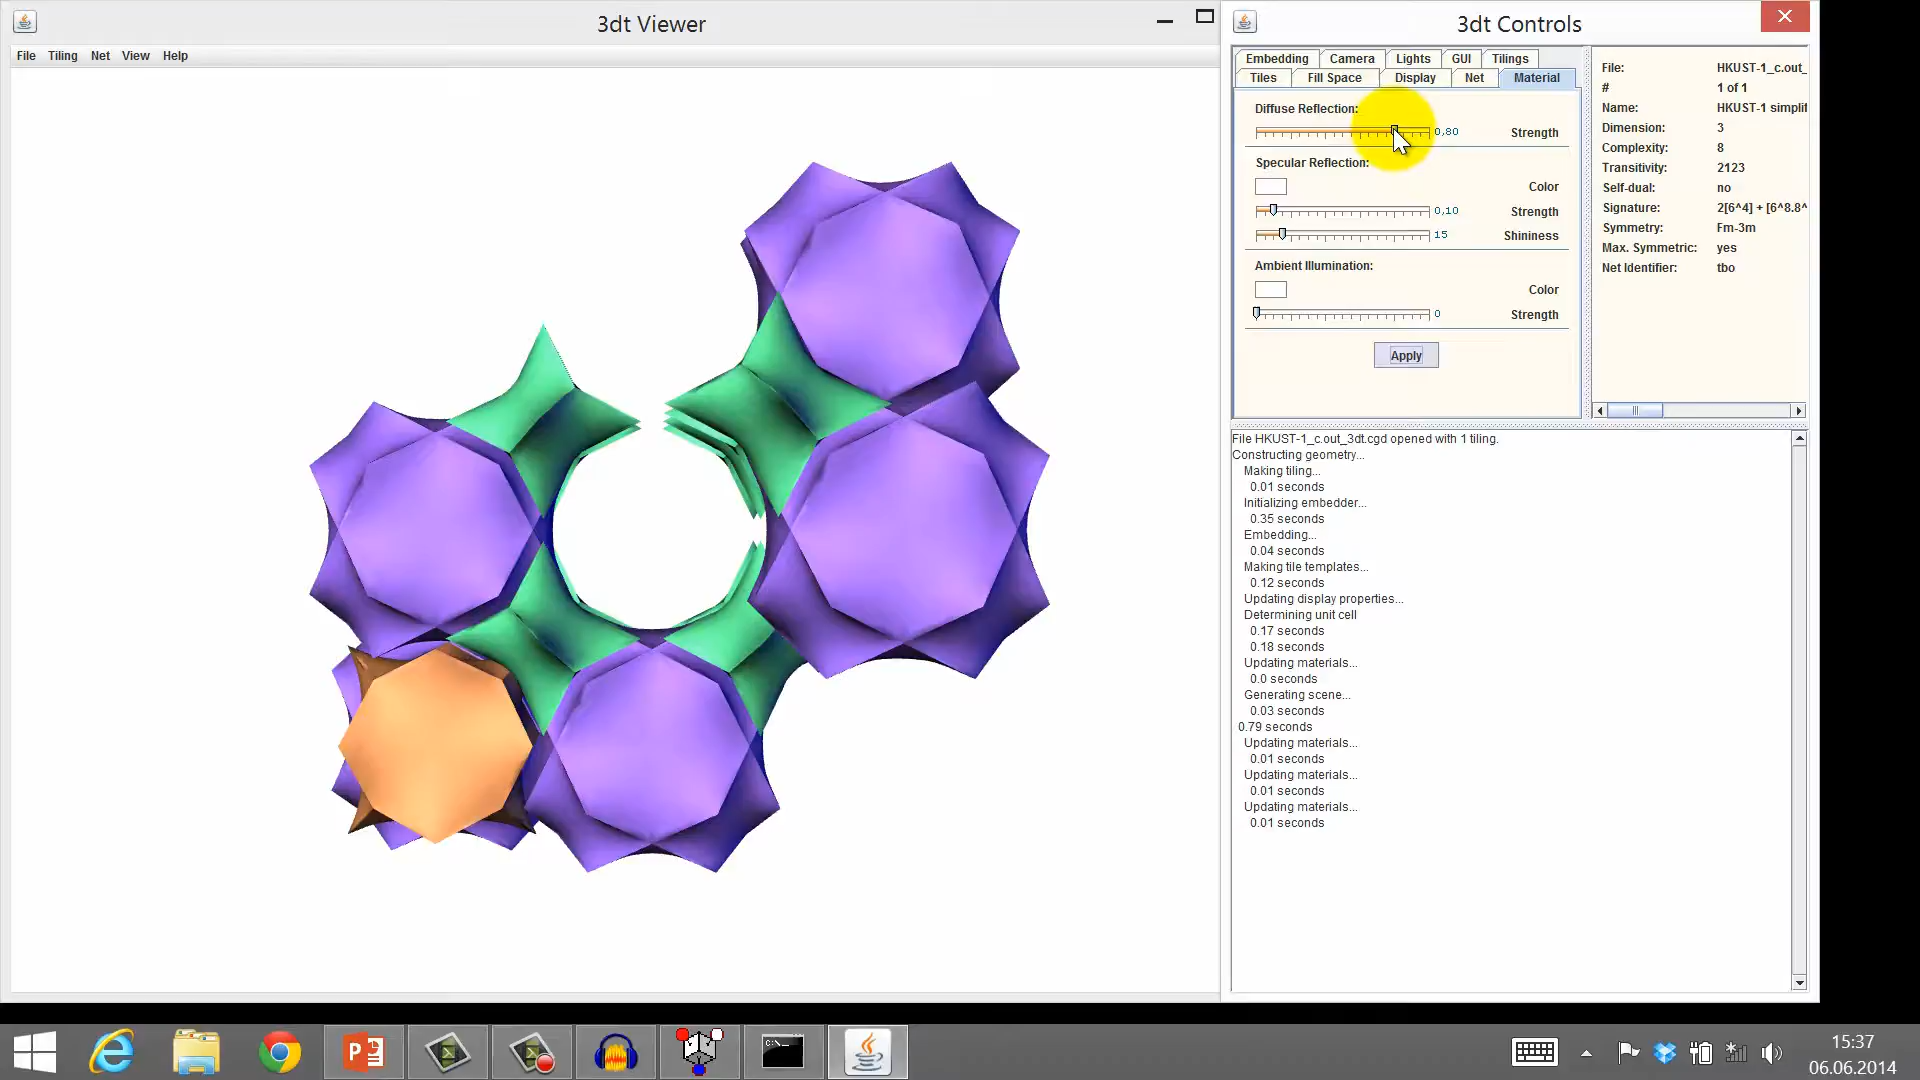 3dt Viewer
File Tiling Net View Help
3dt Controls
Embedding Camera Lights GUI Tilings
Tiles Fill Space Display Net Material
Diffuse Reflection:
0,80 Strength
Specular Reflection:
Color
0,10 Strength
15 Shininess
Ambient Illumination:
Color
0 Strength
Apply
File: HKUST-1_c.out_
# 1 of 1
Name: HKUST-1 simplif
Dimension: 3
Complexity: 8
Transitivity: 2123
Self-dual: no
Signature: 2[6^4] + [6^8.8^
Symmetry: Fm-3m
Max. Symmetric: yes
Net Identifier: tbo
File HKUST-1_c.out_3dt.cgd opened with 1 tiling.
Constructing geometry...
Making tiling...
0.01 seconds
Initializing embedder...
0.35 seconds
Embedding...
0.04 seconds
Making tile templates...
0.12 seconds
Updating display properties...
Determining unit cell
0.17 seconds
0.18 seconds
Updating materials...
0.0 seconds
Generating scene...
0.03 seconds
0.79 seconds
Updating materials...
0.01 seconds
Updating materials...
0.01 seconds
Updating materials...
0.01 seconds
15:37
06.06.2014